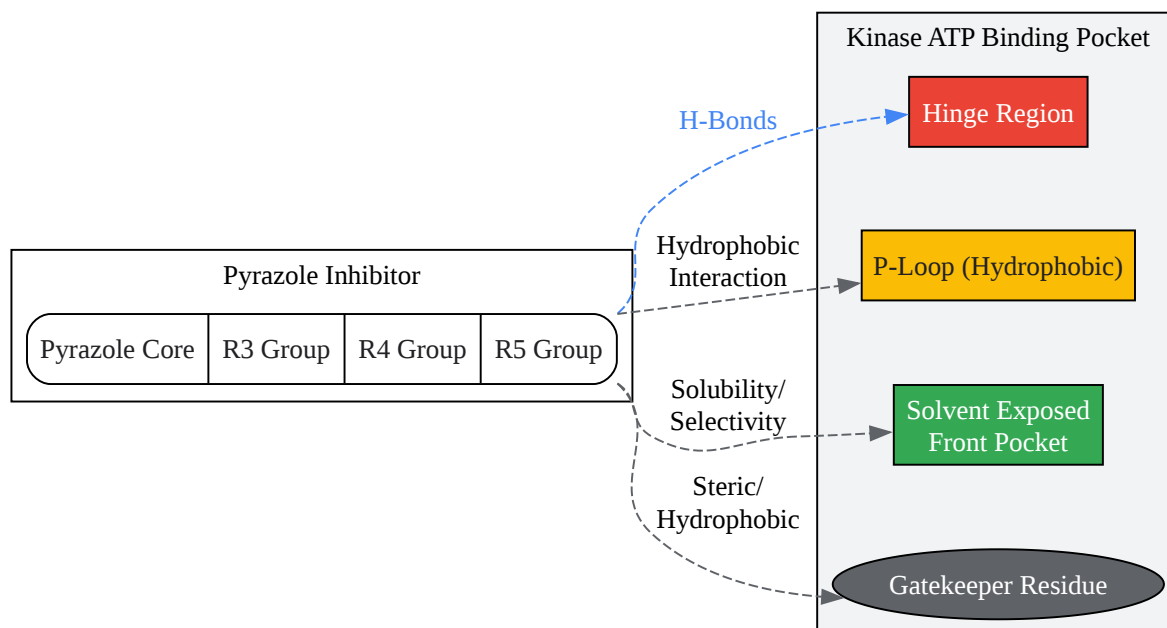 Kinase ATP Binding Pocket
Hinge Region
H-Bonds
Hydrophobic
Interaction
P-Loop (Hydrophobic)
Pyrazole Inhibitor
Pyrazole Core
R3 Group
R4 Group
R5 Group
Solubility/
Selectivity
Solvent Exposed
Front Pocket
Steric/
Hydrophobic
Gatekeeper Residue